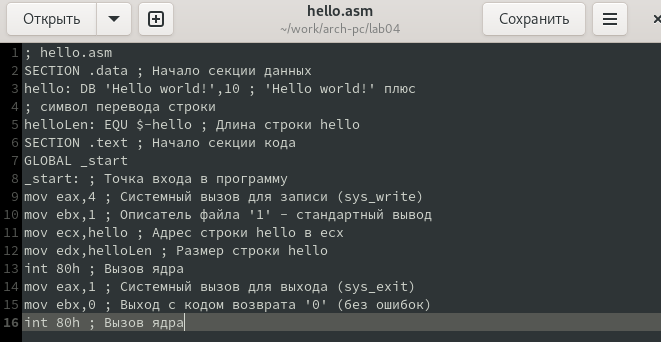 Открыть
hello.asm
~/work/arch-pc/lab04
Сохранить
1 ; hello.asm
2 SECTION .data ; Начало секции данных
3 hello: DB 'Hello world!',10 ; 'Hello world!' плюс
4 ; символ перевода строки
5 helloLen: EQU $-hello ; Длина строки hello
6 SECTION .text ; Начало секции кода
7 GLOBAL _start
8 _start: ; Точка входа в программу
9 mov eax,4 ; Системный вызов для записи (sys_write)
10 mov ebx,1 ; Описатель файла '1' - стандартный вывод
11 mov ecx,hello ; Адрес строки hello в ecx
12 mov edx,helloLen ; Размер строки hello
13 int 80h ; Вызов ядра
14 mov eax,1 ; Системный вызов для выхода (sys_exit)
15 mov ebx,0 ; Выход с кодом возврата '0' (без ошибок)
16 int 80h ; Вызов ядра